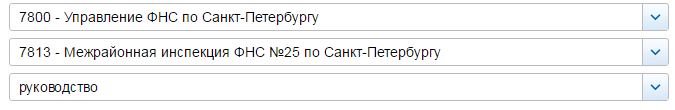 7800 - Управление ФНС по Санкт-Петербургу
7813 - Межрайонная инспекция ФНС №25 по Санкт-Петербургу
руководство